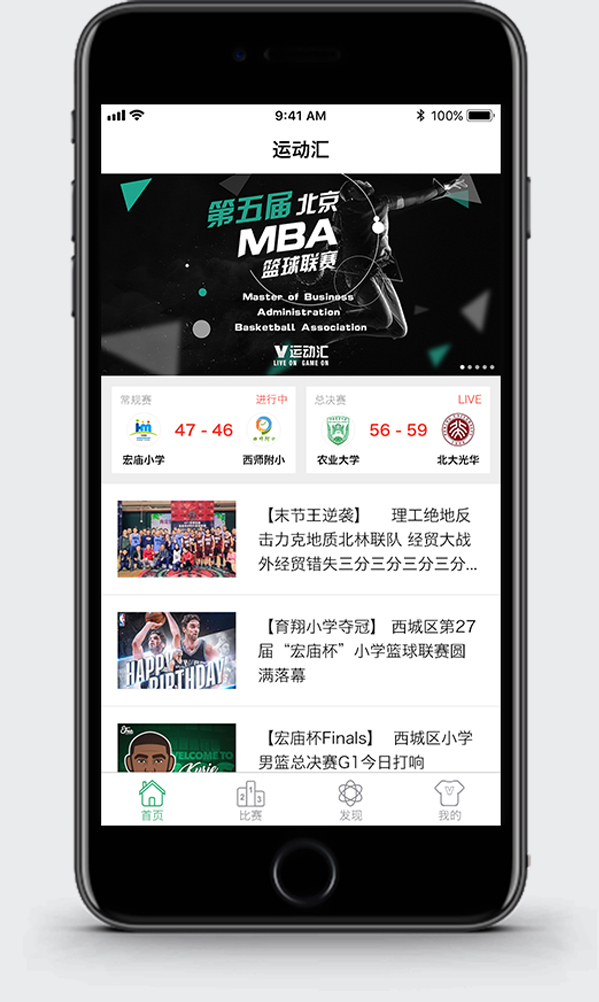 9:41 AM
100%
运动汇
第五届 北京
MBA
篮球联赛
Master of Business
Administration
Basketball Association
V运动汇
LIVE ON GAME ON
常规赛 进行中
47 - 46
宏庙小学 西师附小
总决赛 LIVE
56 - 59
农业大学 北大光华
【末节王逆袭】 理工绝地反
击力克地质北林联队 经贸大战
外经贸错失三分三分三分三分...
HAPPY
BIRTHDAY
【育翔小学夺冠】 西城区第27
届“宏庙杯”小学篮球联赛圆
满落幕
WELCOME TO
Kyrie
【宏庙杯Finals】 西城区小学
男篮总决赛G1今日打响
2 1 3
首页 比赛 发现 我的